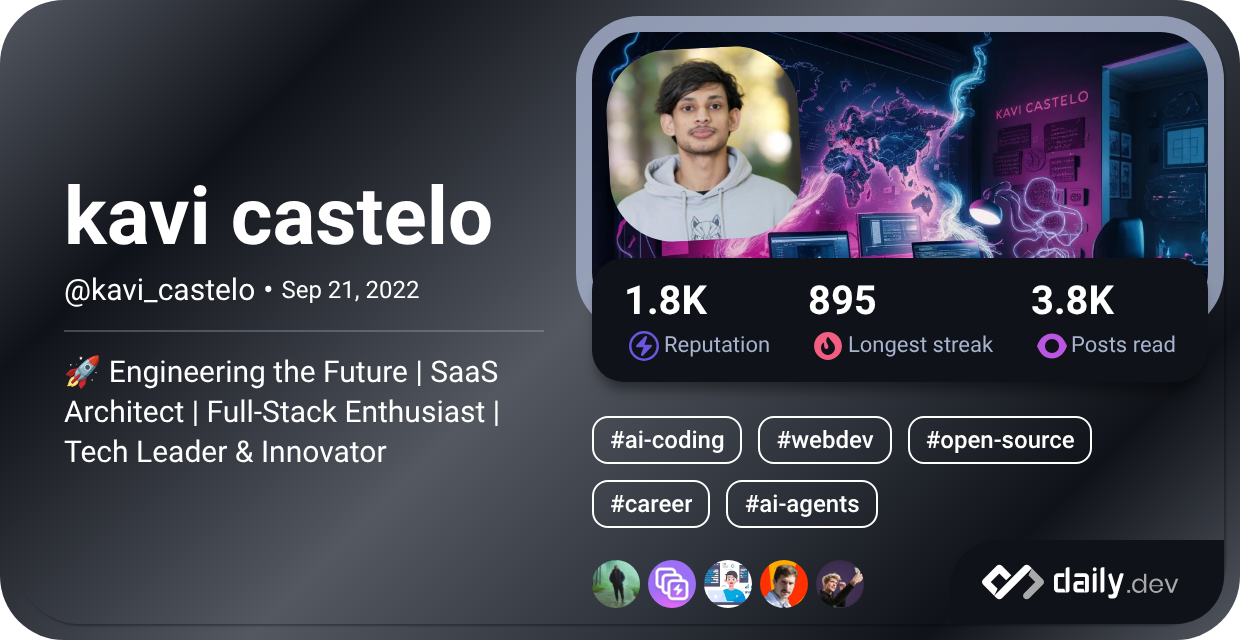 kavi castelo
@kavi_castelo • Sep 21, 2022
🚀 Engineering the Future | SaaS
Architect | Full-Stack Enthusiast |
Tech Leader & Innovator
KAVI CASTELO
1.8K 895 3.8K
Reputation Longest streak Posts read
#ai-coding #webdev #open-source
#career #ai-agents
daily.dev